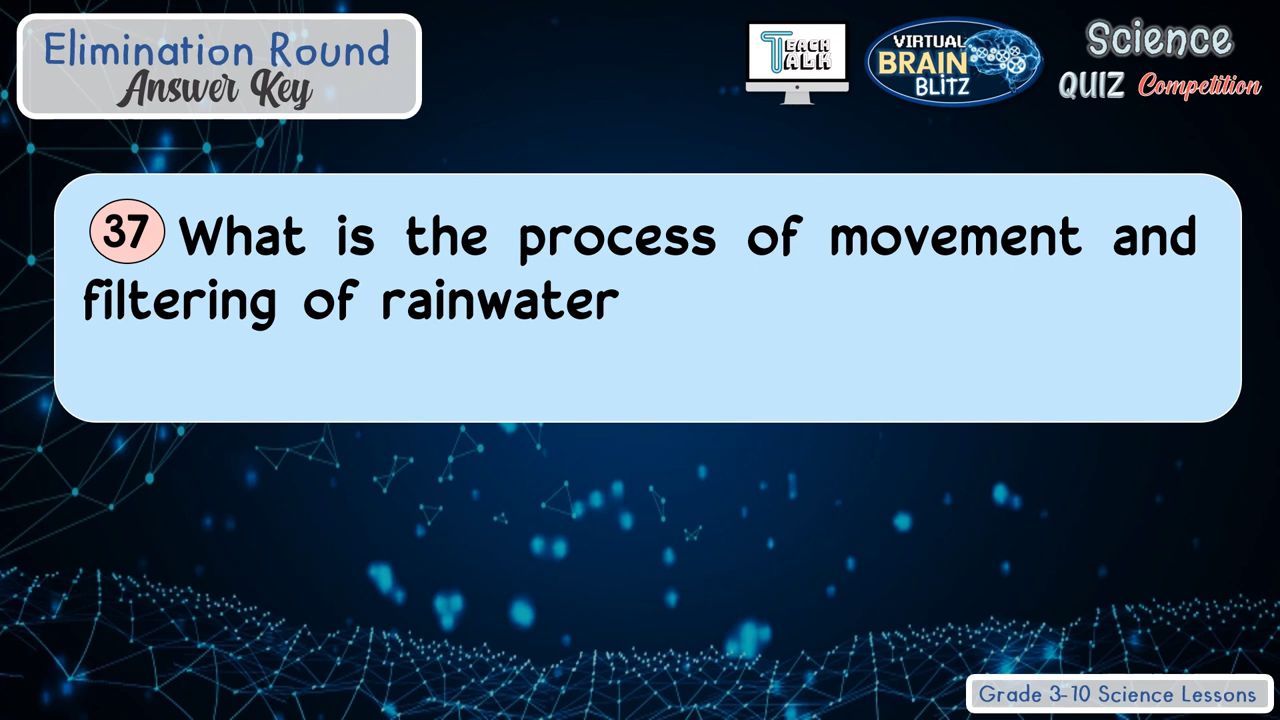 Elimination Round
Answer Key
TEACH
TALK
VIRTUAL
BRAIN
BLITZ
Science
QUIZ Competition
37 What is the process of movement and
filtering of rainwater
Grade 3-10 Science Lessons